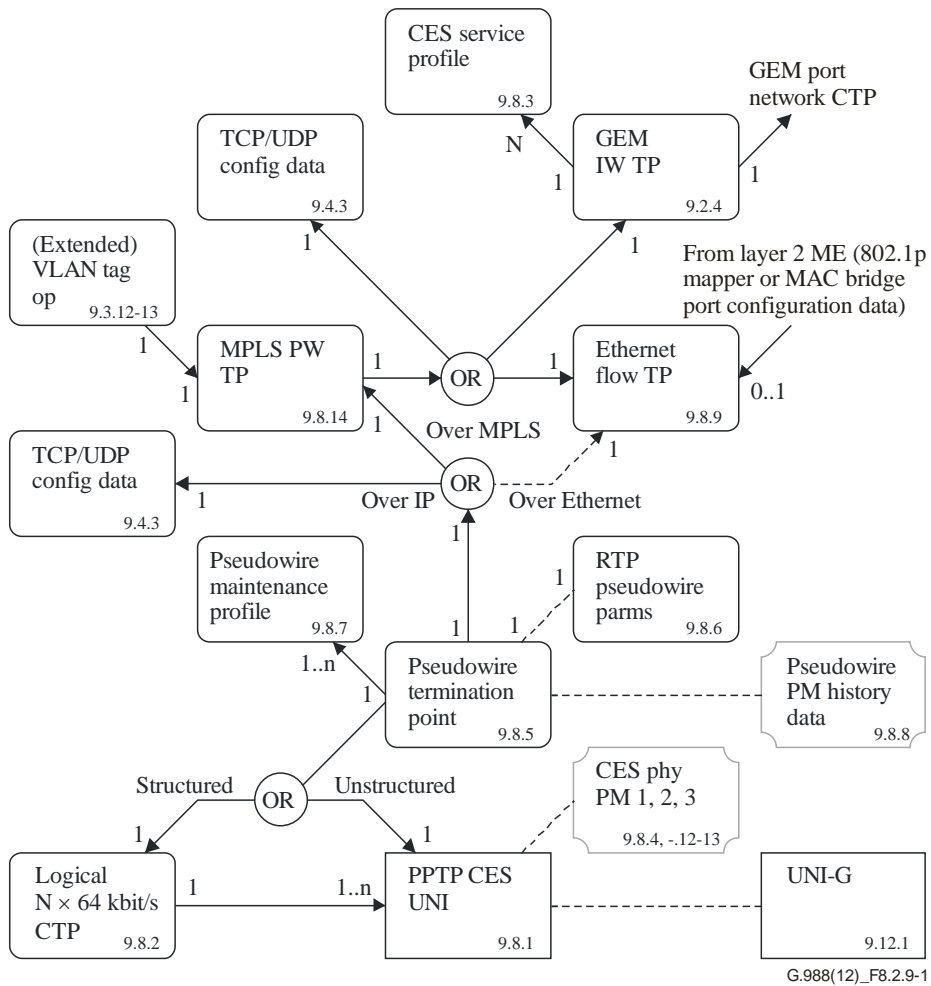 CES service
profile
9.8.3
GEM port
network CTP
TCP/UDP
config data
9.4.3
N
1
GEM
IW TP
9.2.4
1
(Extended)
VLAN tag
op
9.3.12-13
1
1
From layer 2 ME (802.1p
mapper or MAC bridge
port configuration data)
1
1
MPLS PW
TP
9.8.14
1
OR
1
Ethernet
flow TP
9.8.9
0..1
1
Over MPLS
1
TCP/UDP
config data
9.4.3
1
Over IP
OR
Over Ethernet
1
Pseudowire
maintenance
profile
9.8.7
1
RTP
pseudowire
parms
9.8.6
1..n
1
1
1
Pseudowire
termination
point
9.8.5
Pseudowire
PM history
data
9.8.8
Structured
OR
Unstructured
CES phy
PM 1, 2, 3
9.8.4, -.12-13
1
1
Logical
N × 64 kbit/s
CTP
9.8.2
1
1..n
PPTP CES
UNI
9.8.1
UNI-G
9.12.1
G.988(12)_F8.2.9-1